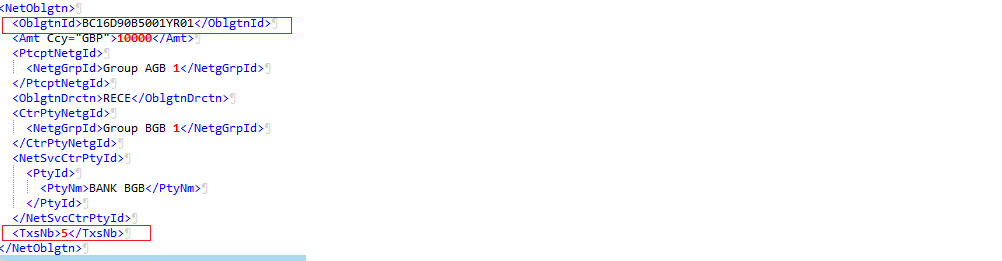 <NetOblgtn>
<OblgtnId>BC16D90B5001YR01</OblgtnId>
<Amt Ccy="GBP">10000</Amt>
<PtcptNetgId>
<NetgGrpId>Group AGB 1</NetgGrpId>
</PtcptNetgId>
<OblgtnDrctn>RECE</OblgtnDrctn>
<CtrPtyNetgId>
<NetgGrpId>Group BGB 1</NetgGrpId>
</CtrPtyNetgId>
<NetSvcCtrPtyId>
<PtyId>
<PtyNm>BANK BGB</PtyNm>
</PtyId>
</NetSvcCtrPtyId>
<TxsNb>5</TxsNb>
</NetOblgtn>